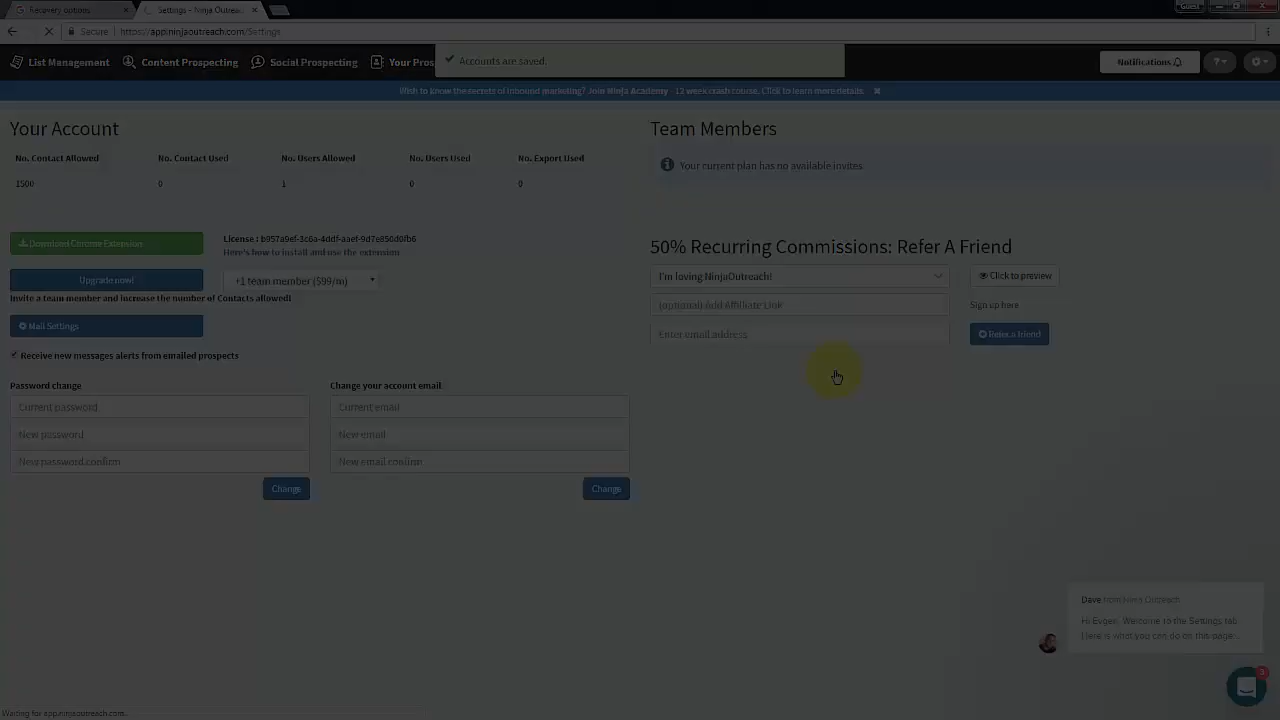 Recovery options
Settings - Ninja Outreac
Guest
Secure
https://app.ninjaoutreach.com/Settings
List Management
Content Prospecting
Social Prospecting
Your Pros
Accounts are saved.
Notifications
Wish to know the secrets of inbound marketing? Join Ninja Academy - 12 week crash course. Click to learn more details.
Your Account
No. Contact Allowed No. Contact Used No. Users Allowed No. Users Used No. Export Used
1500 0 1 0 0
Download Chrome Extension
Here's how to install and use the extension
Upgrade now!
+1 team member ($99/m)
Invite a team member and increase the number of Contacts allowed!
Mail Settings
Receive new messages alerts from emailed prospects
Password change
Current password
New password
New password confirm
Change
Change your account email
Current email
New email
New email confirm
Change
Team Members
Your current plan has no available invites
50% Recurring Commissions: Refer A Friend
I'm loving NinjaOutreach!
Click to preview
(optional) Add Affiliate Link
Sign up here
Enter email address
Refer a friend
Dave from Ninja Outreach
Hi Evgen, Welcome to the Settings tab
Here is what you can do on this page:
3
Waiting for app.ninjaoutreach.com...